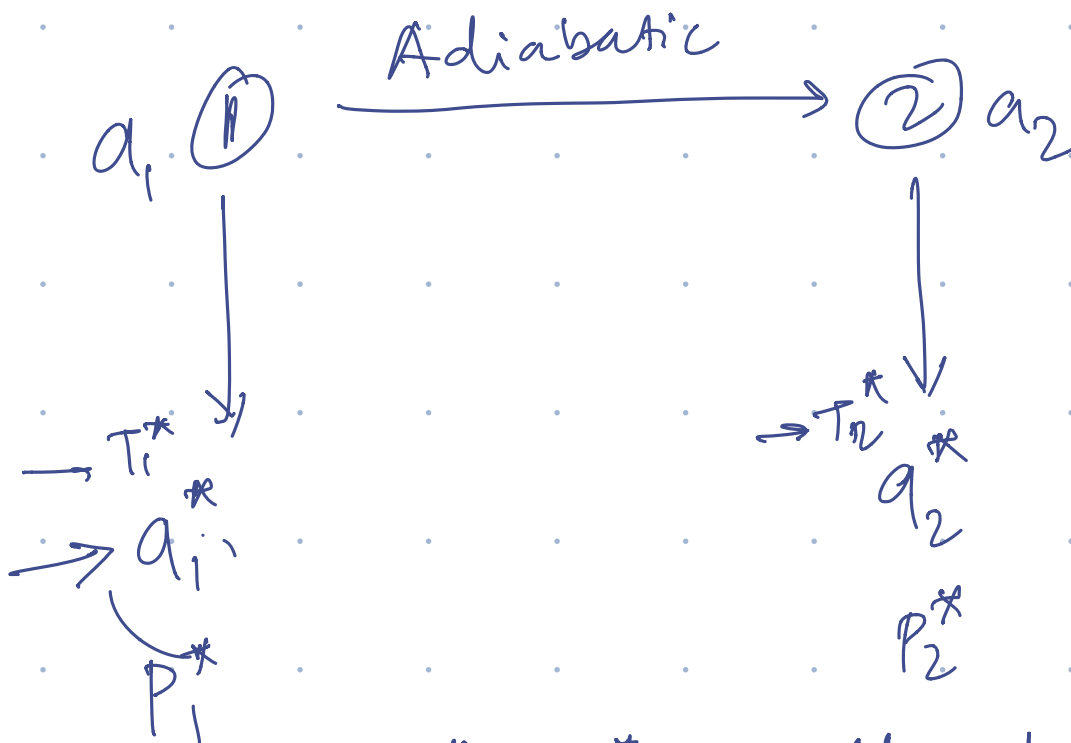 Adiabatic
a₁ ① ② a₂
T₁* T₂*
a₁* a₂*
P₁* P₂*